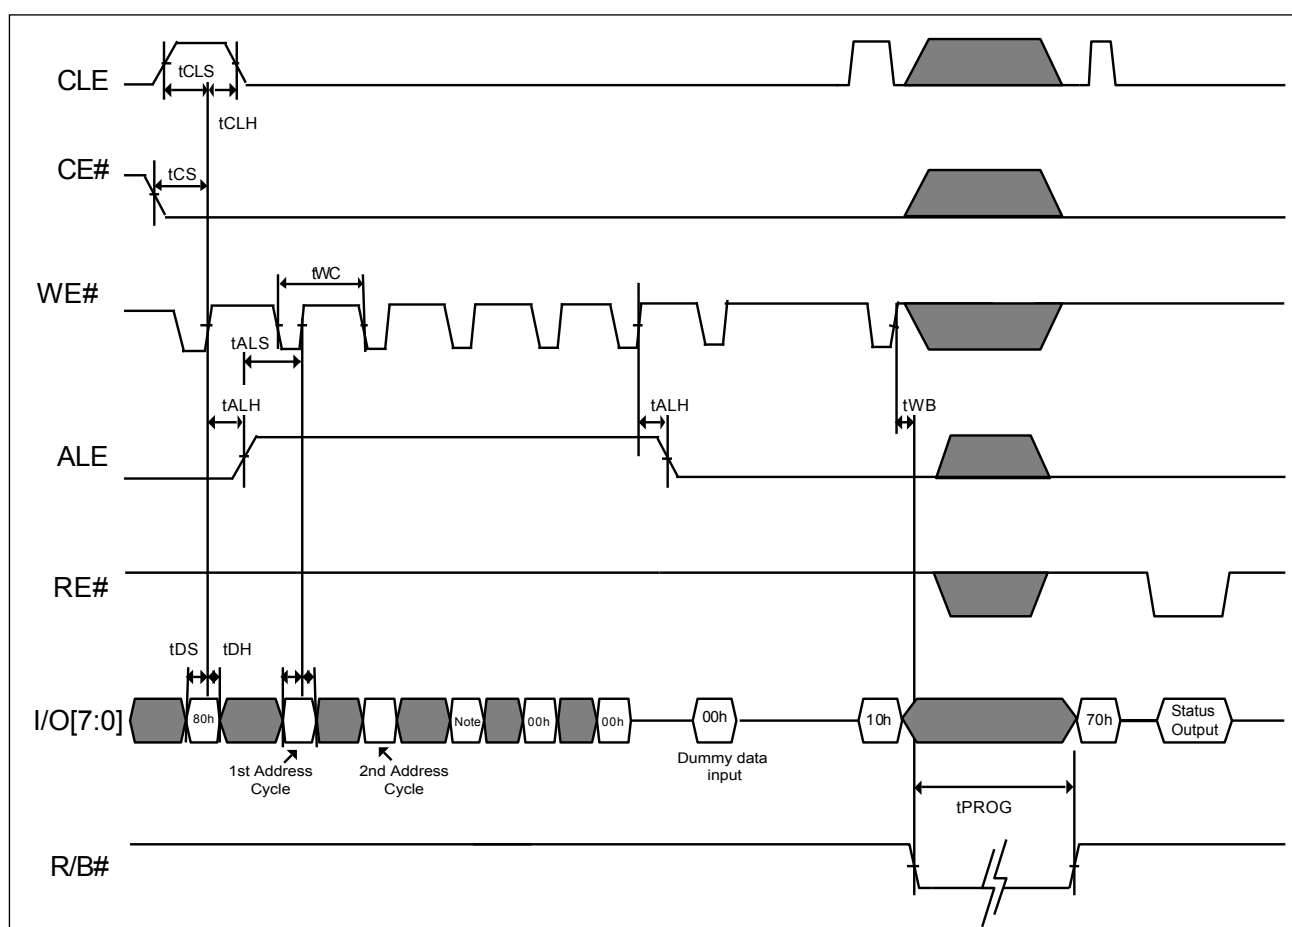 CLE
tCLS
tCLH
CE#
tCS
WE#
tWC
tALS
tALH
tALH
tWB
ALE
RE#
tDS
tDH
I/O[7:0]
80h
Note
00h
00h
00h
10h
70h
Status
Output
1st Address
Cycle
2nd Address
Cycle
Dummy data
input
tPROG
R/B#